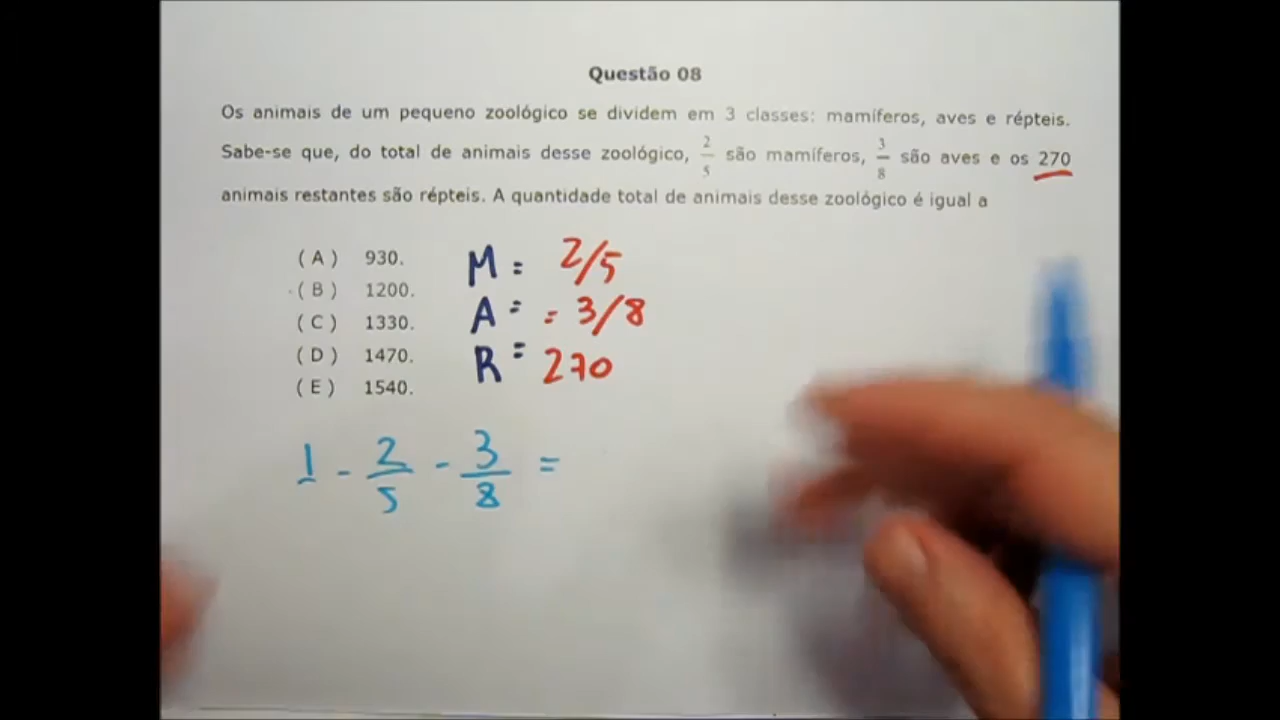 Questão 08
Os animais de um pequeno zoológico se dividem em 3 classes: mamíferos, aves e répteis.
Sabe-se que, do total de animais desse zoológico, 2/5 são mamíferos, 3/8 são aves e os 270
animais restantes são répteis. A quantidade total de animais desse zoológico é igual a
(A) 930.
(B) 1200.
(C) 1330.
(D) 1470.
(E) 1540.
M = 2/5
A = = 3/8
R = 270
1 - 2/5 - 3/8 =